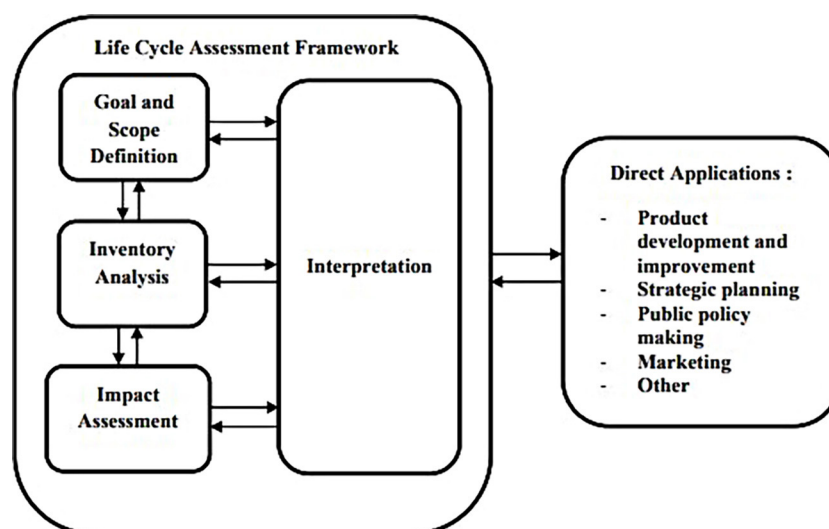 Life Cycle Assessment Framework
Goal and
Scope
Definition
Inventory
Analysis
Impact
Assessment
Interpretation
Direct Applications :
- Product
development and
improvement
- Strategic planning
- Public policy
making
- Marketing
- Other